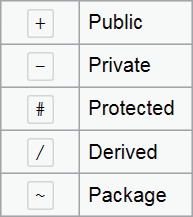 + Public
- Private
# Protected
/ Derived
~ Package